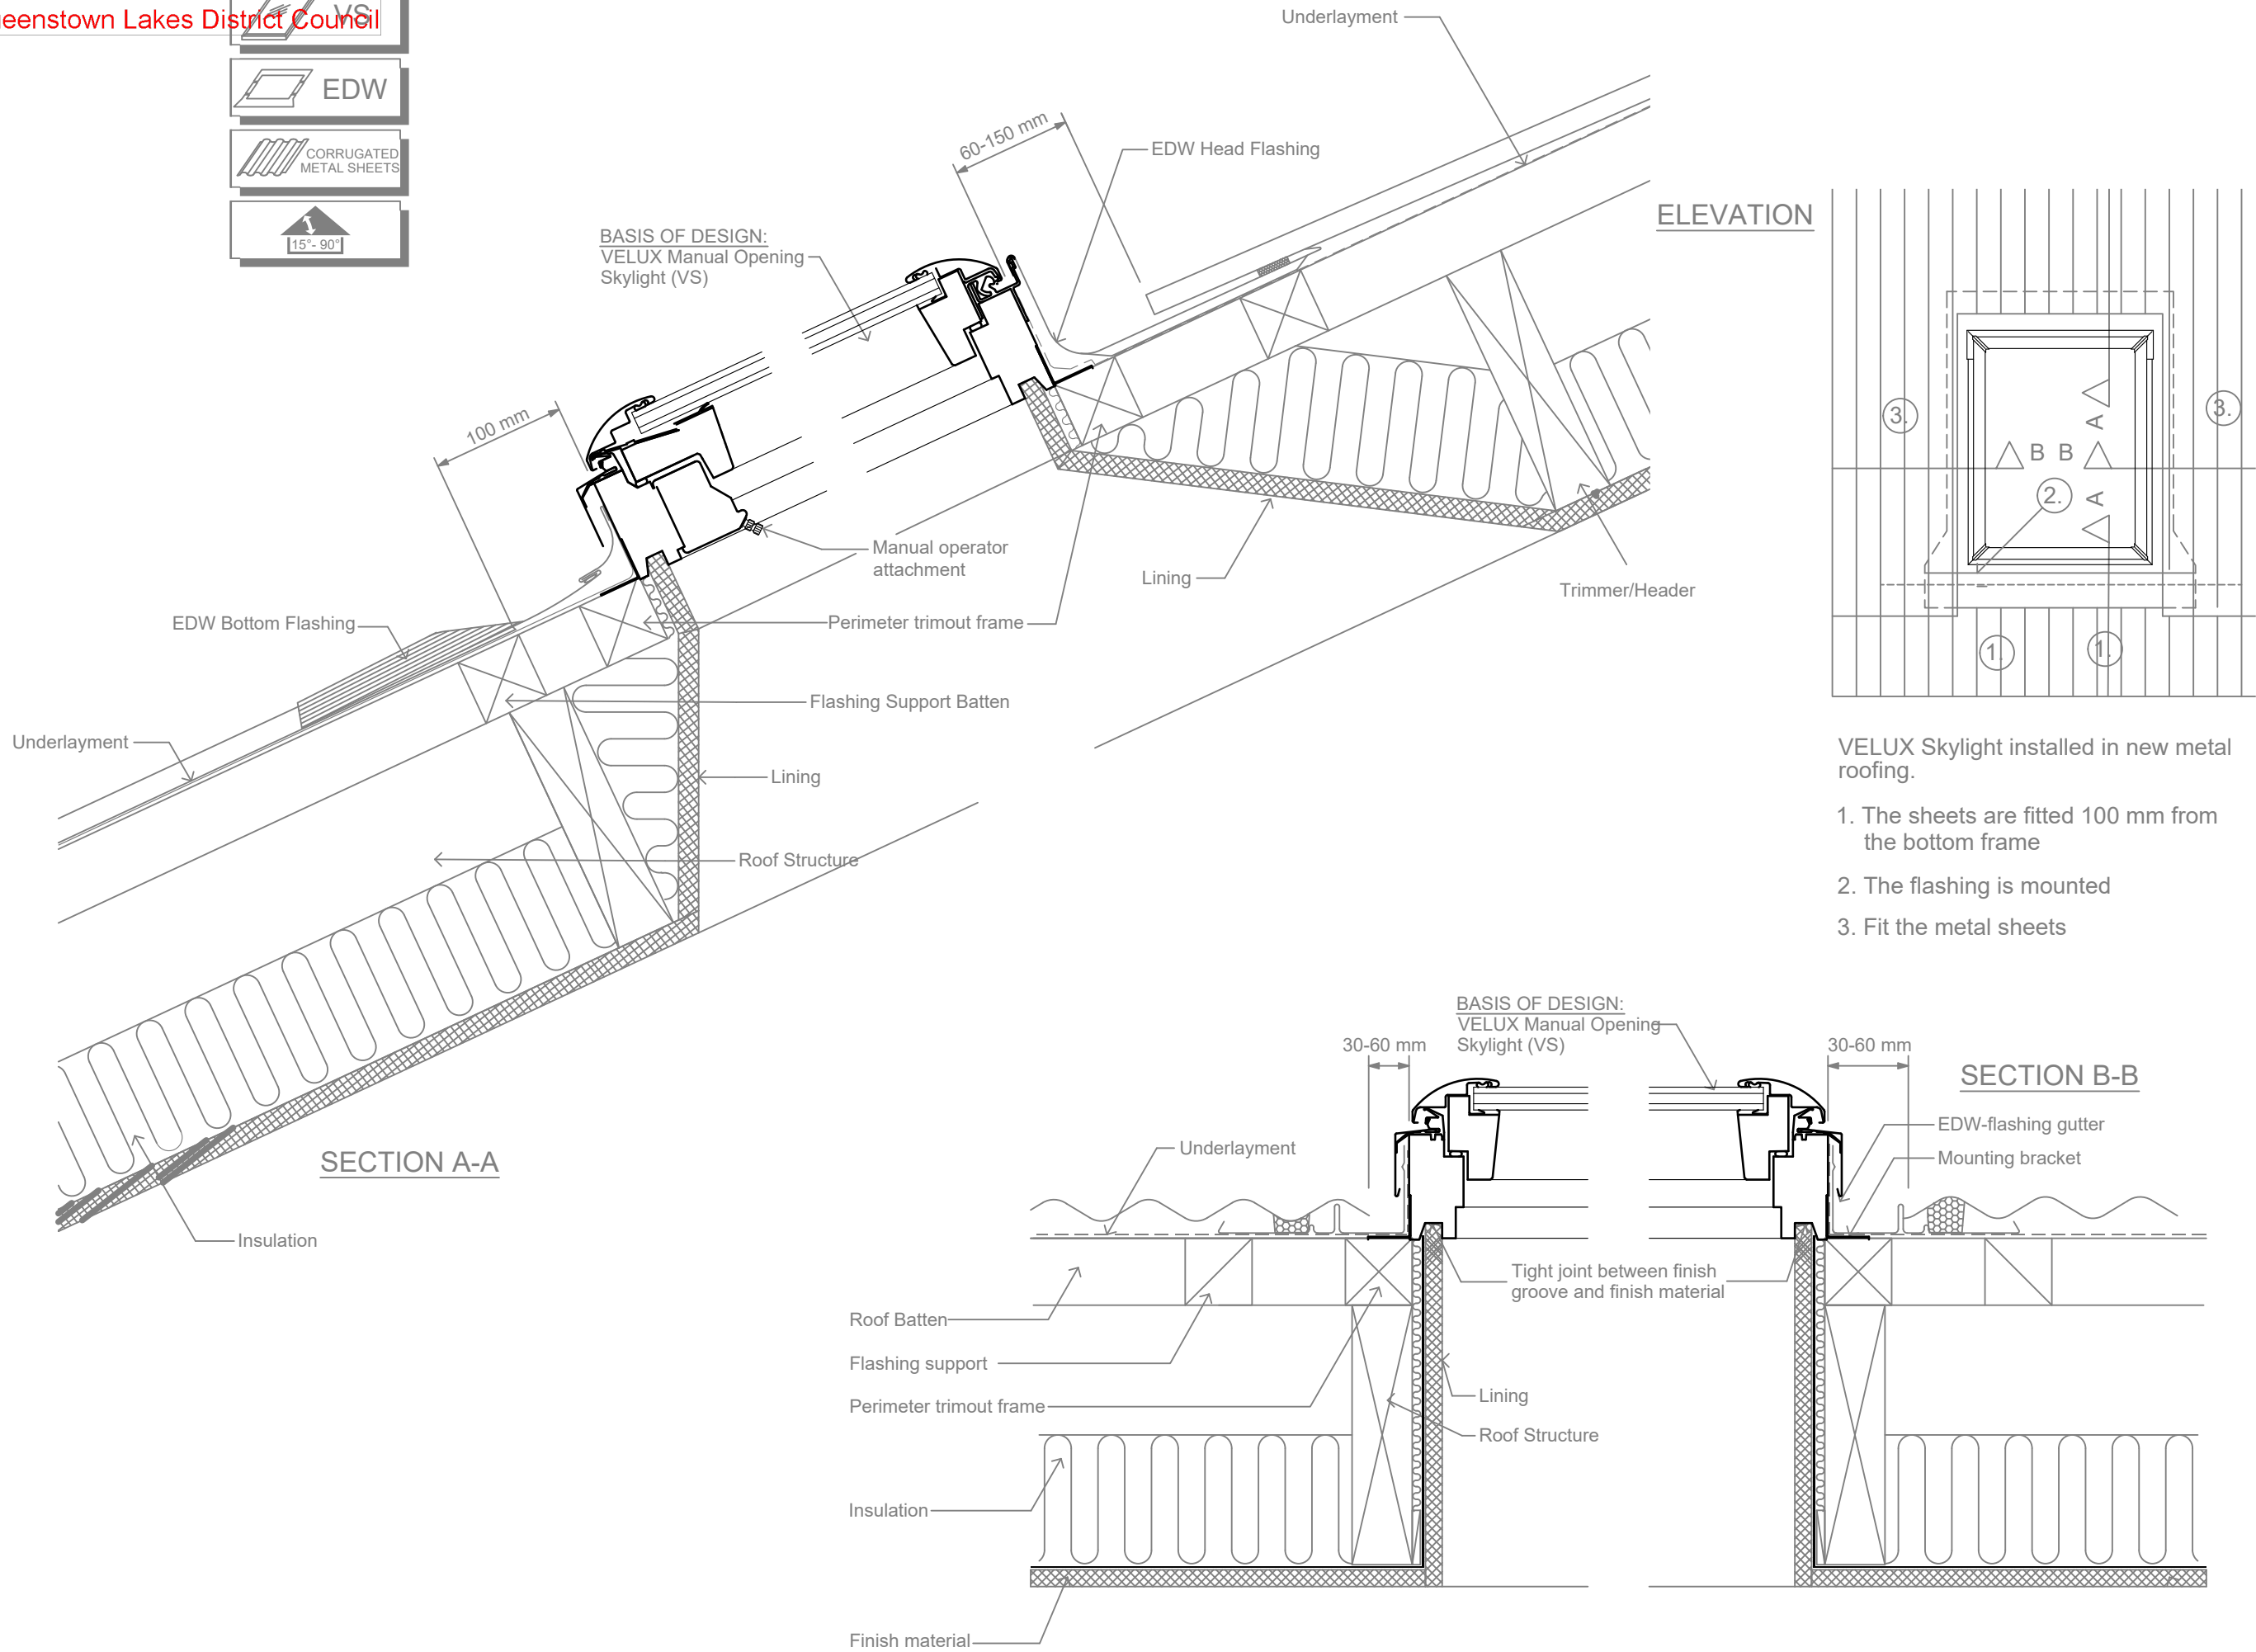 Queenstown Lakes District Council
VS
EDW
CORRUGATED
METAL SHEETS
15°- 90°
Underlayment
60-150 mm
EDW Head Flashing
BASIS OF DESIGN:
VELUX Manual Opening
Skylight (VS)
100 mm
Manual operator
attachment
EDW Bottom Flashing
Perimeter trimout frame
Lining
Trimmer/Header
Flashing Support Batten
Underlayment
Lining
Roof Structure
SECTION A-A
Insulation
ELEVATION
3.
3.
A
B B
2.
A
1.
1.
VELUX Skylight installed in new metal
roofing.
1. The sheets are fitted 100 mm from
the bottom frame
2. The flashing is mounted
3. Fit the metal sheets
BASIS OF DESIGN:
VELUX Manual Opening
Skylight (VS)
30-60 mm
30-60 mm
SECTION B-B
EDW-flashing gutter
Mounting bracket
Underlayment
Tight joint between finish
groove and finish material
Roof Batten
Flashing support
Perimeter trimout frame
Lining
Roof Structure
Insulation
Finish material